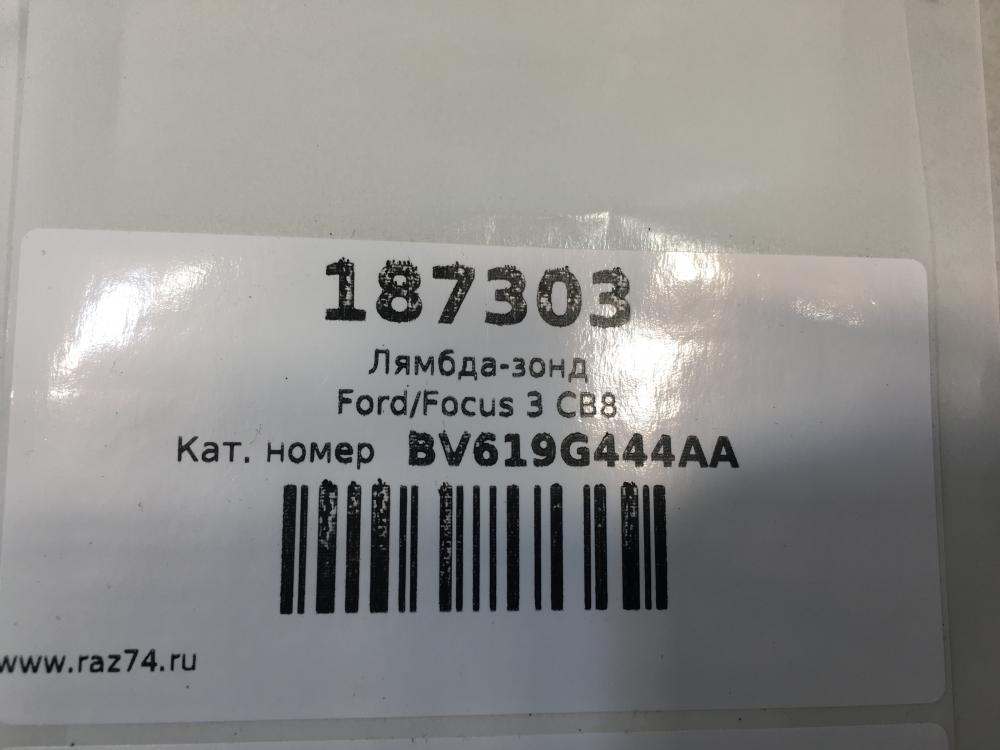 187303
Лямбда-зонд
Ford/Focus 3 CB8
Кат. номер BV619G444AA
www.raz74.ru